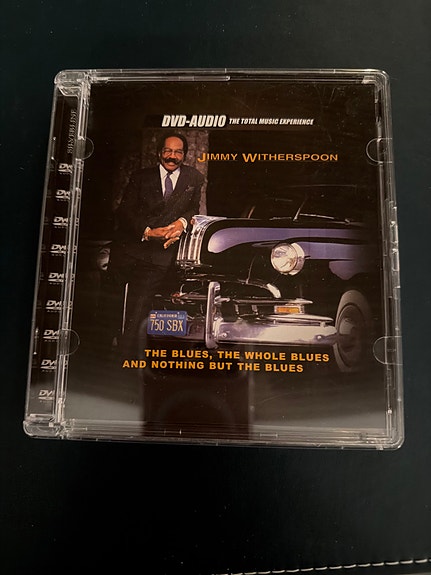 DVD-AUDIO THE TOTAL MUSIC EXPERIENCE
JIMMY WITHERSPOON
CALIFORNIA
750 SBX
THE BLUES, THE WHOLE BLUES
AND NOTHING BUT THE BLUES